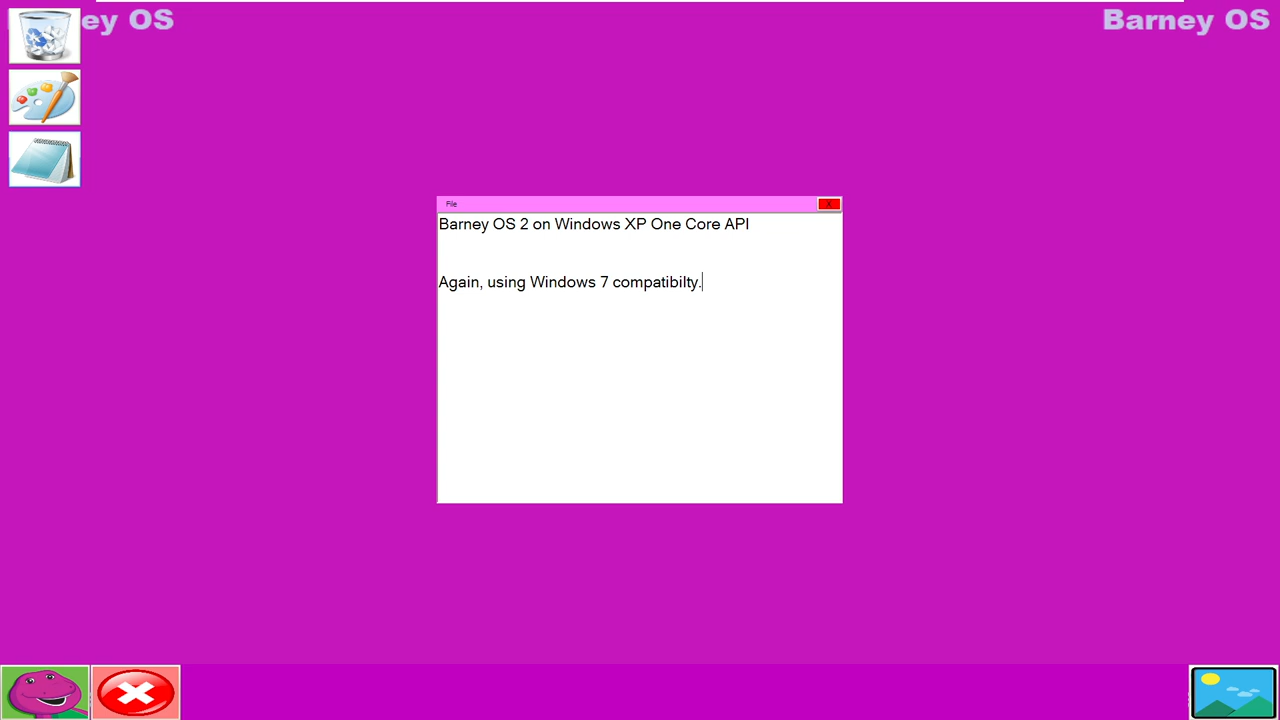 ey OS
Barney OS
File
X
Barney OS 2 on Windows XP One Core API
Again, using Windows 7 compatibilty.